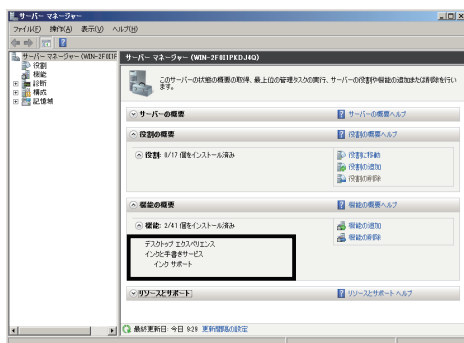 サーバー マネージャー
ファイル(F) 操作(A) 表示(V) ヘルプ(H)
サーバー マネージャー (WIN-2F0I1F
役割
機能
診断
構成
記憶域
サーバー マネージャー (WIN-2F0I1PKDJ4Q)
このサーバーの状態の概要の取得、最上位の管理タスクの実行、サーバーの役割や機能の追加または削除を行います。
サーバーの概要
サーバーの概要ヘルプ
役割の概要
役割の概要ヘルプ
役割: 0/17 個をインストール済み
役割に移動
役割の追加
役割の削除
機能の概要
機能の概要ヘルプ
機能: 2/41 個をインストール済み
機能の追加
機能の削除
デスクトップ エクスペリエンス
インクと手書きサービス
インク サポート
リソースとサポート
リソースとサポート ヘルプ
最終更新日: 今日 9:29 更新間隔の設定